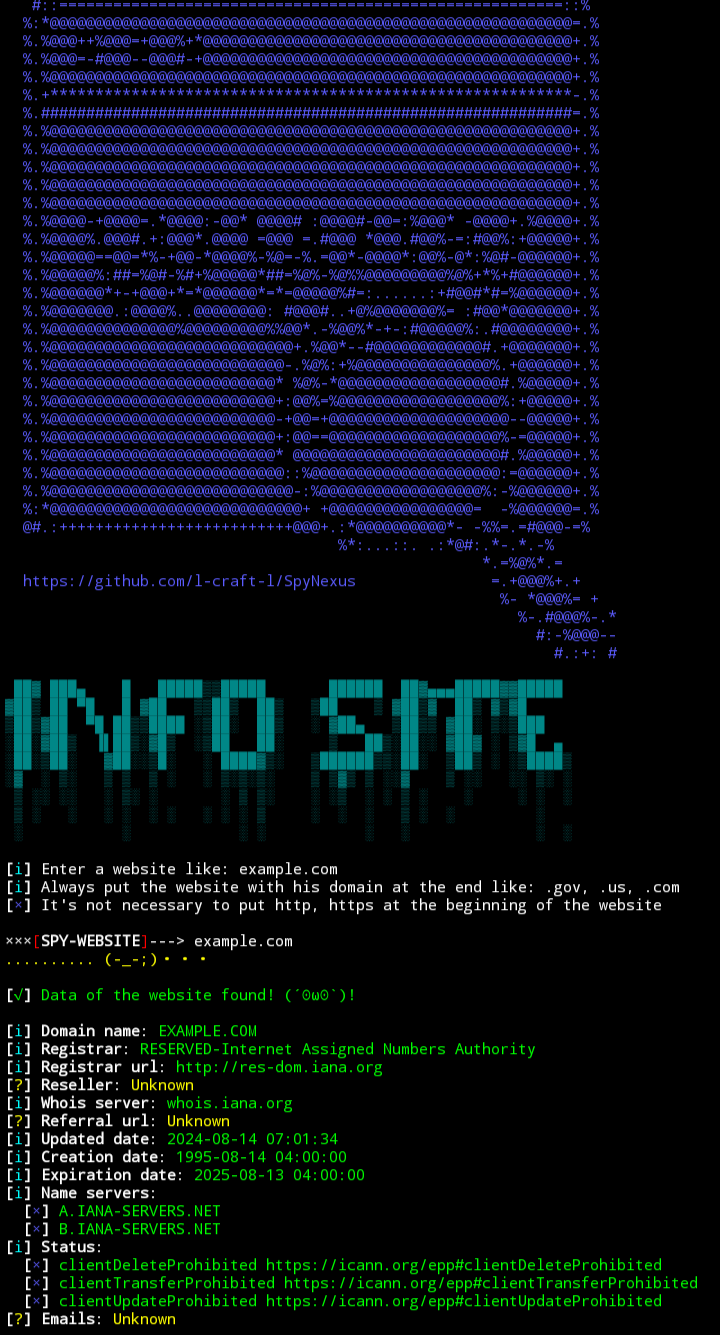 https://github.com/l-craft-l/SpyNexus
INFO SITE
[i] Enter a website like: example.com
[i] Always put the website with his domain at the end like: .gov, .us, .com
[×] It's not necessary to put http, https at the beginning of the website
×××[SPY-WEBSITE]---> example.com
.......... (-_-;)・・・
[√] Data of the website found! (´⊙ω⊙`)!
[i] Domain name: EXAMPLE.COM
[i] Registrar: RESERVED-Internet Assigned Numbers Authority
[i] Registrar url: http://res-dom.iana.org
[?] Reseller: Unknown
[i] Whois server: whois.iana.org
[?] Referral url: Unknown
[i] Updated date: 2024-08-14 07:01:34
[i] Creation date: 1995-08-14 04:00:00
[i] Expiration date: 2025-08-13 04:00:00
[i] Name servers:
[×] A.IANA-SERVERS.NET
[×] B.IANA-SERVERS.NET
[i] Status:
[×] clientDeleteProhibited https://icann.org/epp#clientDeleteProhibited
[×] clientTransferProhibited https://icann.org/epp#clientTransferProhibited
[×] clientUpdateProhibited https://icann.org/epp#clientUpdateProhibited
[?] Emails: Unknown